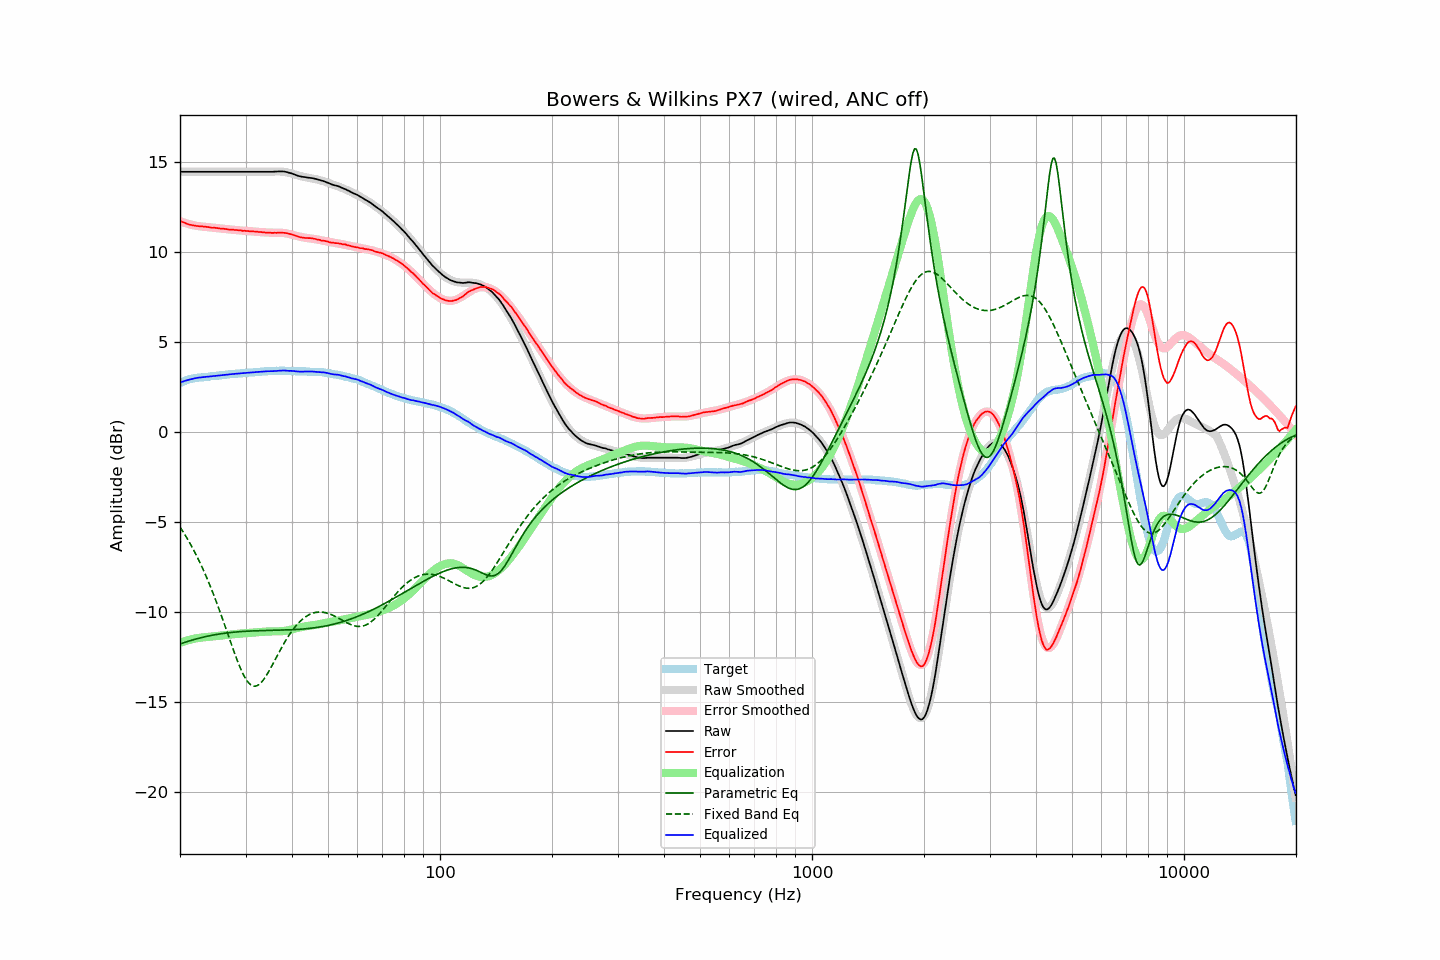 Bowers & Wilkins PX7 (wired, ANC off)
Amplitude (dBr)
15
10
5
0
−5
−10
−15
−20
Target
Raw Smoothed
Error Smoothed
Raw
Error
Equalization
Parametric Eq
Fixed Band Eq
Equalized
100
1000
10000
Frequency (Hz)